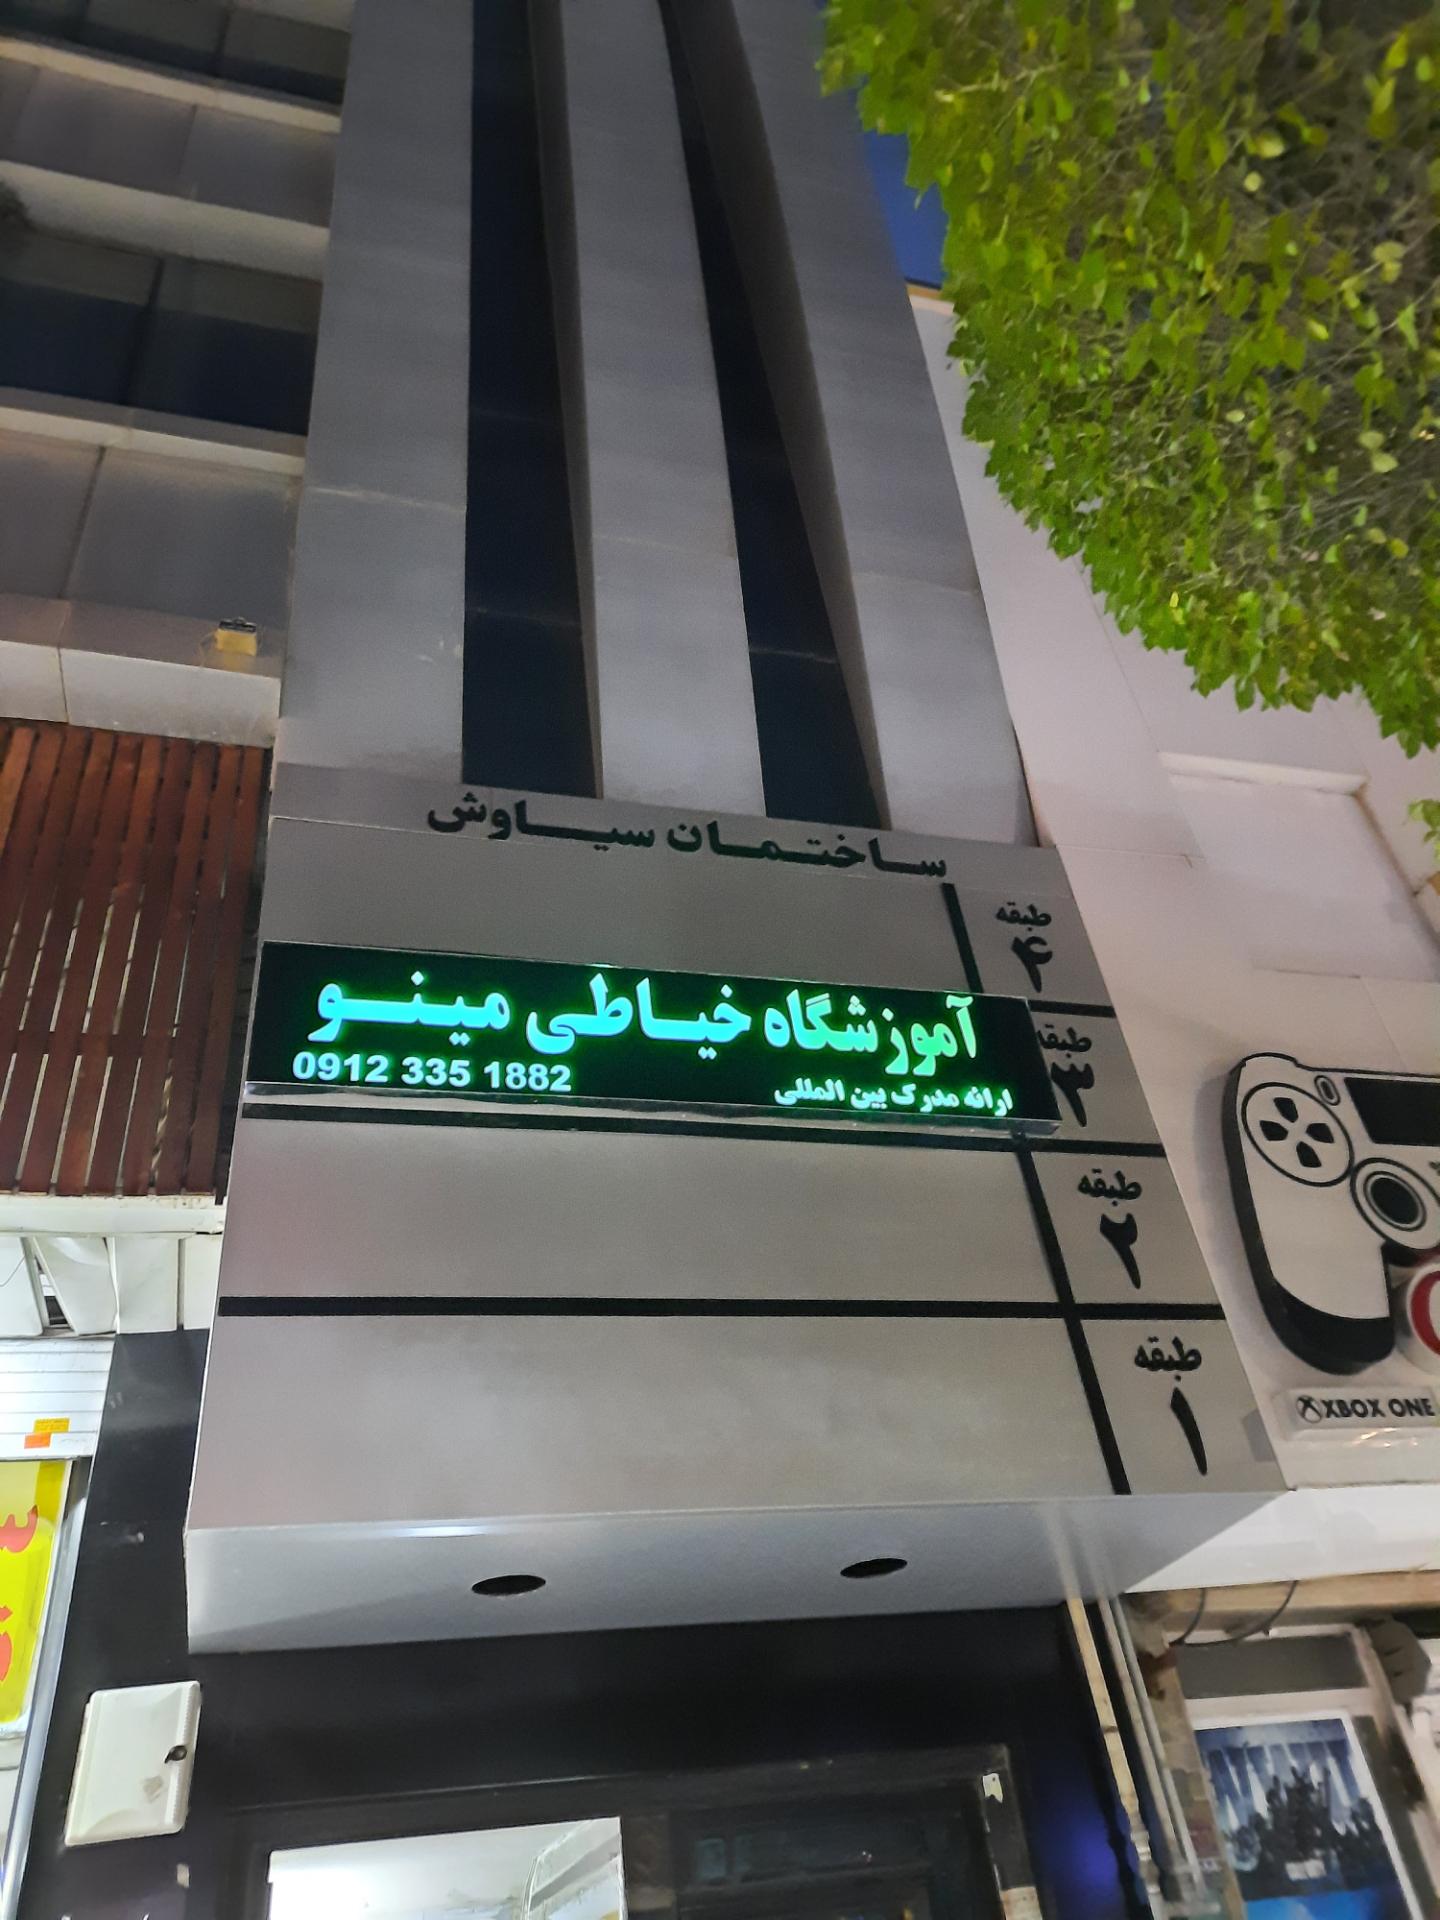 ساختمان سیاوش
طبقه
۴
آموزشگاه خیاطی مینو
ارائه مدرک بین المللی
0912 335 1882
طبقه
۳
طبقه
۲
طبقه
۱
XBOX ONE